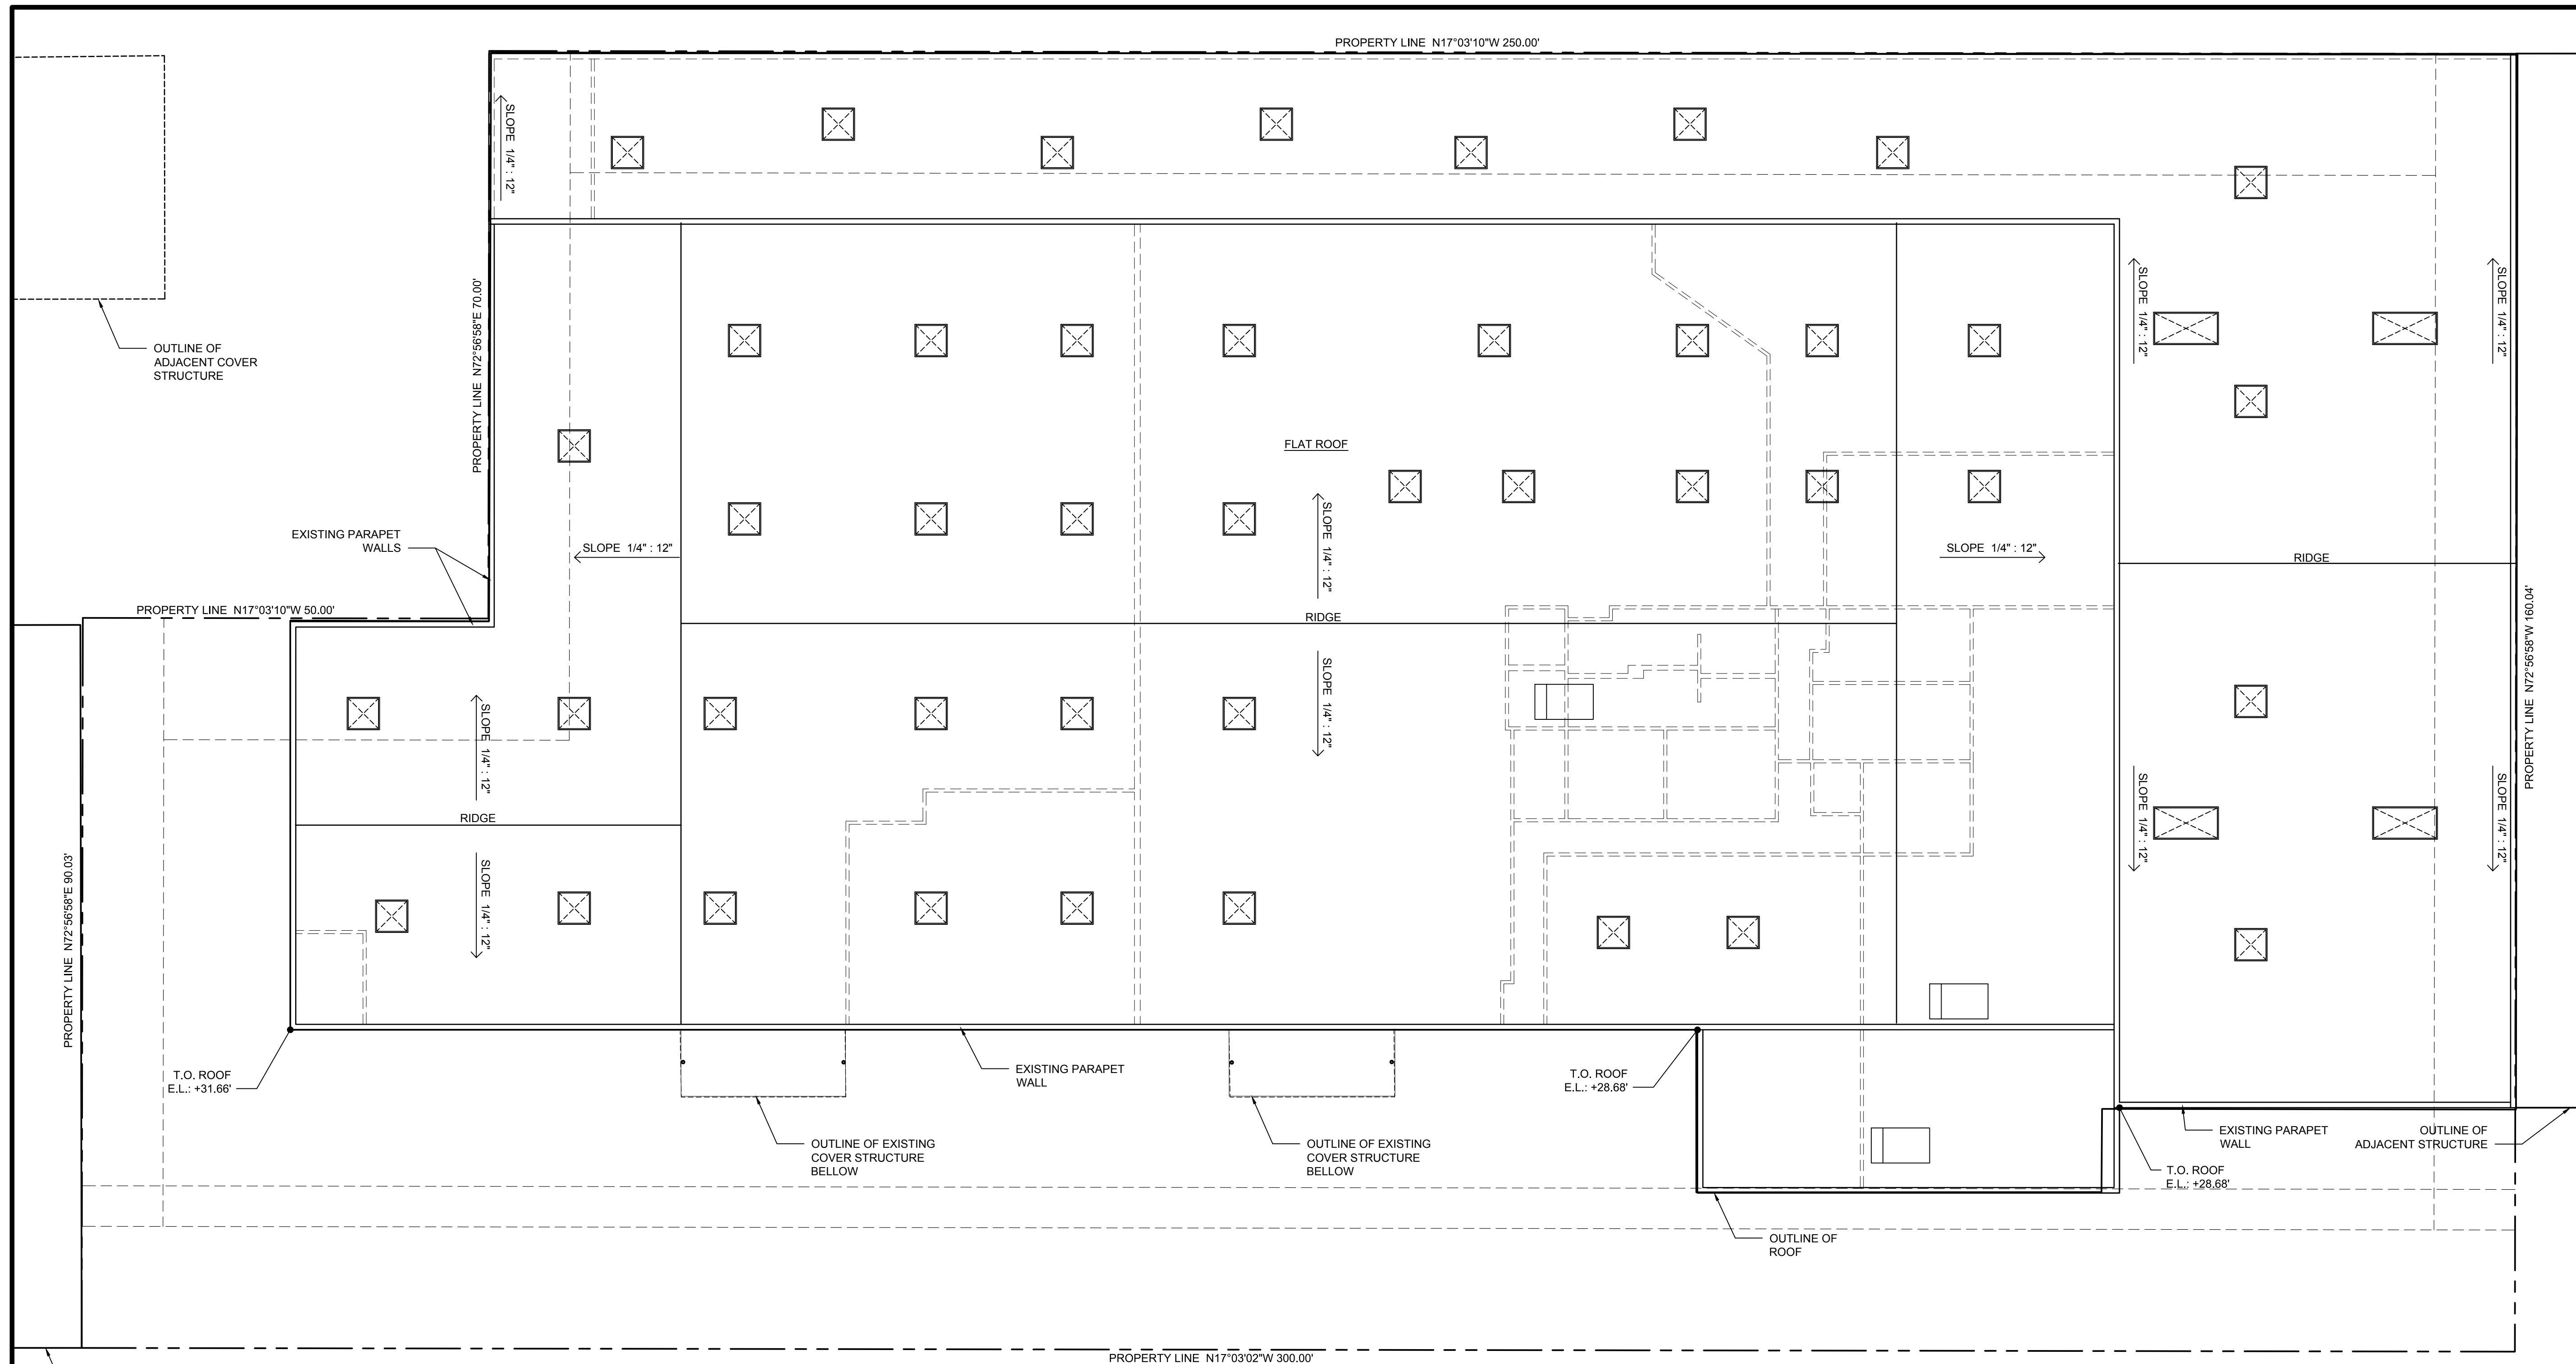 PROPERTY LINE N17°03'10"W 250.00'
SLOPE 1/4" : 12"
PROPERTY LINE N72°56'58"E 70.00'
SLOPE 1/4" : 12"
SLOPE 1/4" : 12"
OUTLINE OF
ADJACENT COVER
STRUCTURE
FLAT ROOF
EXISTING PARAPET
WALLS
SLOPE 1/4" : 12"
SLOPE 1/4" : 12"
SLOPE 1/4" : 12"
RIDGE
PROPERTY LINE N17°03'10"W 50.00'
RIDGE
PROPERTY LINE N72°56'58"W 160.04'
SLOPE 1/4" : 12"
SLOPE 1/4" : 12"
RIDGE
SLOPE 1/4" : 12"
SLOPE 1/4" : 12"
SLOPE 1/4" : 12"
PROPERTY LINE N72°56'58"E 90.03'
T.O. ROOF
E.L.: +31.66'
EXISTING PARAPET
WALL
T.O. ROOF
E.L.: +28.68'
OUTLINE OF EXISTING
COVER STRUCTURE
BELLOW
OUTLINE OF EXISTING
COVER STRUCTURE
BELLOW
EXISTING PARAPET
WALL
OUTLINE OF
ADJACENT STRUCTURE
T.O. ROOF
E.L.: +28.68'
OUTLINE OF
ROOF
PROPERTY LINE N17°03'02"W 300.00'